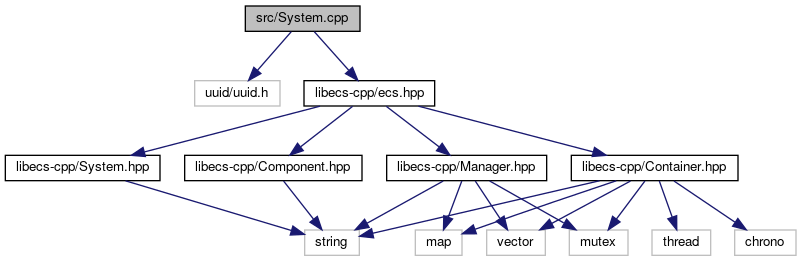 src/System.cpp
uuid/uuid.h
libecs-cpp/ecs.hpp
libecs-cpp/System.hpp
libecs-cpp/Component.hpp
libecs-cpp/Manager.hpp
libecs-cpp/Container.hpp
string
map
vector
mutex
thread
chrono